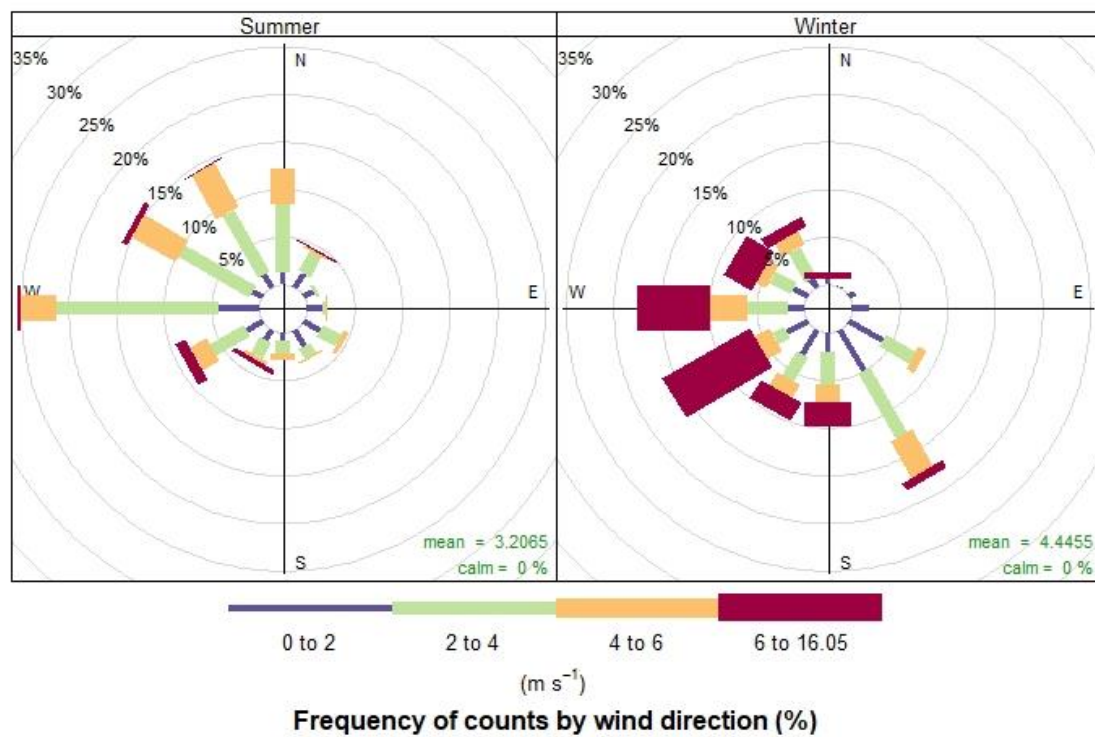 Summer
Winter
35%
30%
25%
20%
15%
10%
5%
N
W
E
S
mean = 3.2065
calm = 0 %
35%
30%
25%
20%
15%
10%
5%
N
W
E
S
mean = 4.4455
calm = 0 %
0 to 2 2 to 4 4 to 6 6 to 16.05
(m s⁻¹)
Frequency of counts by wind direction (%)